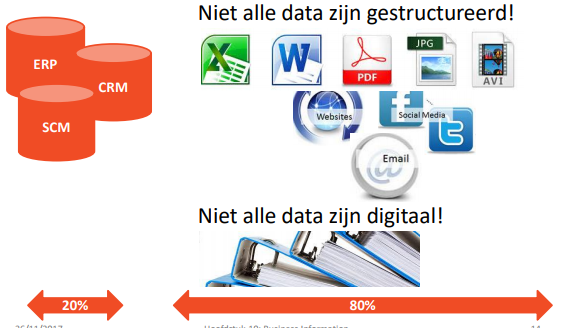 Niet alle data zijn gestructureerd!
ERP
CRM
SCM
PDF
JPG
AVI
Websites
Social Media
Email
Niet alle data zijn digitaal!
20%
80%